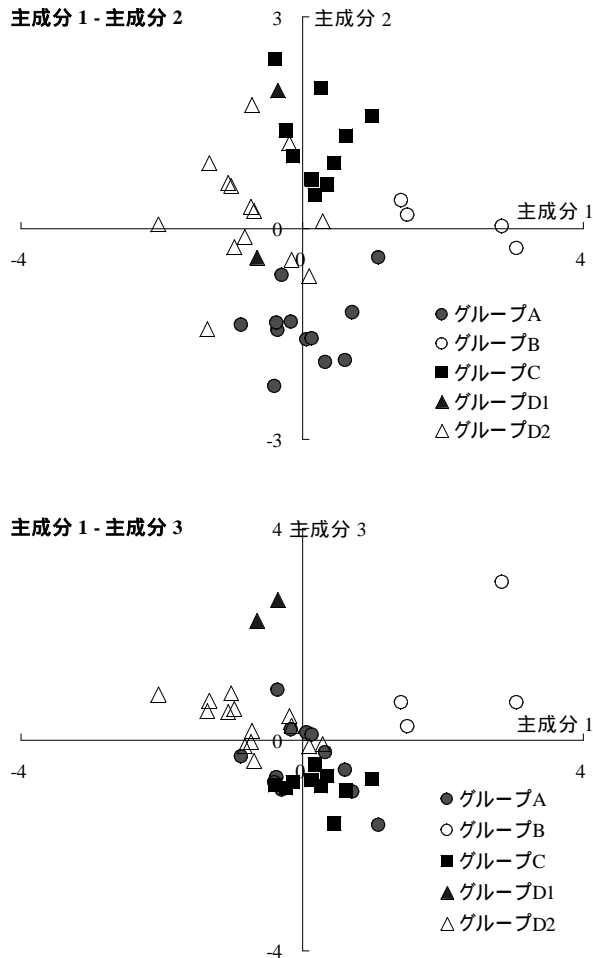 主成分 1 - 主成分 2
3 主成分 2
主成分 1
0
-4 0 4
グループA
グループB
グループC
グループD1
グループD2
-3
主成分 1 - 主成分 3
4 主成分 3
主成分 1
-4 0 4
グループA
グループB
グループC
グループD1
グループD2
-4